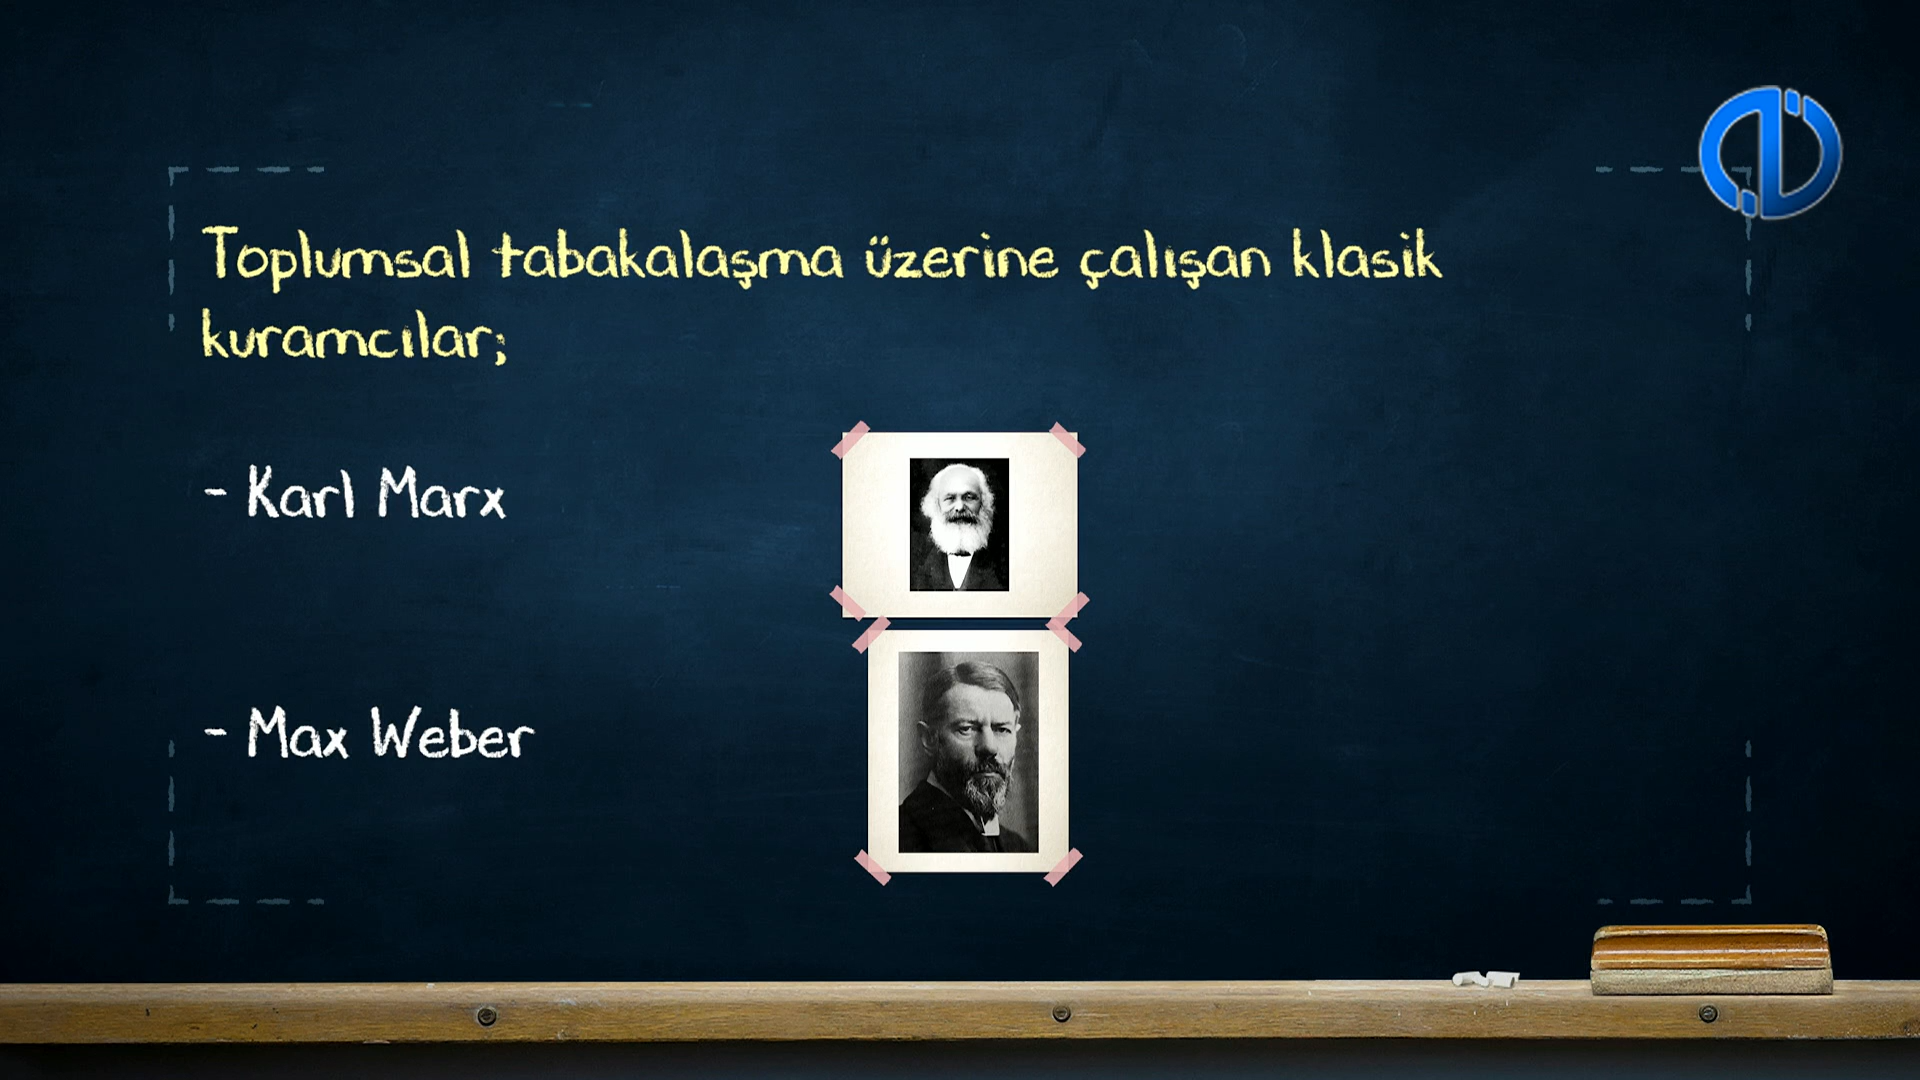 Toplumsal tabakalaşma üzerine çalışan klasik
kuramcılar;
- Karl Marx
- Max Weber